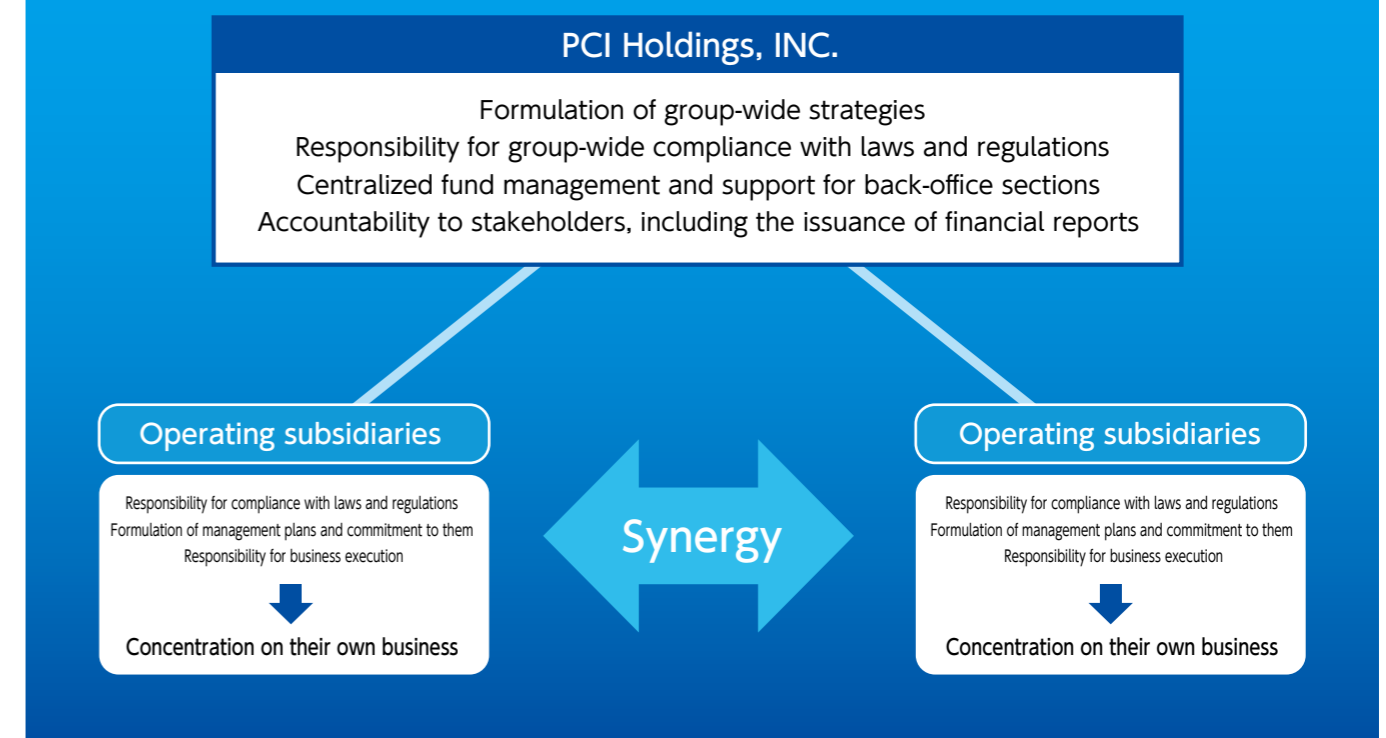 PCI Holdings, INC.
Formulation of group-wide strategies
Responsibility for group-wide compliance with laws and regulations
Centralized fund management and support for back-office sections
Accountability to stakeholders, including the issuance of financial reports
Operating subsidiaries
Responsibility for compliance with laws and regulations
Formulation of management plans and commitment to them
Responsibility for business execution
Concentration on their own business
Synergy
Operating subsidiaries
Responsibility for compliance with laws and regulations
Formulation of management plans and commitment to them
Responsibility for business execution
Concentration on their own business